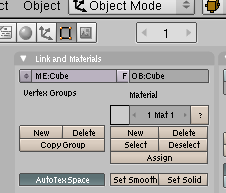 ct Object Object Mode
1
Link and Materials
ME:Cube F OB:Cube
Vertex Groups Material
1 Mat 1 ?
New Delete New Delete
Copy Group Select Deselect
Assign
AutoTexSpace Set Smooth Set Solid